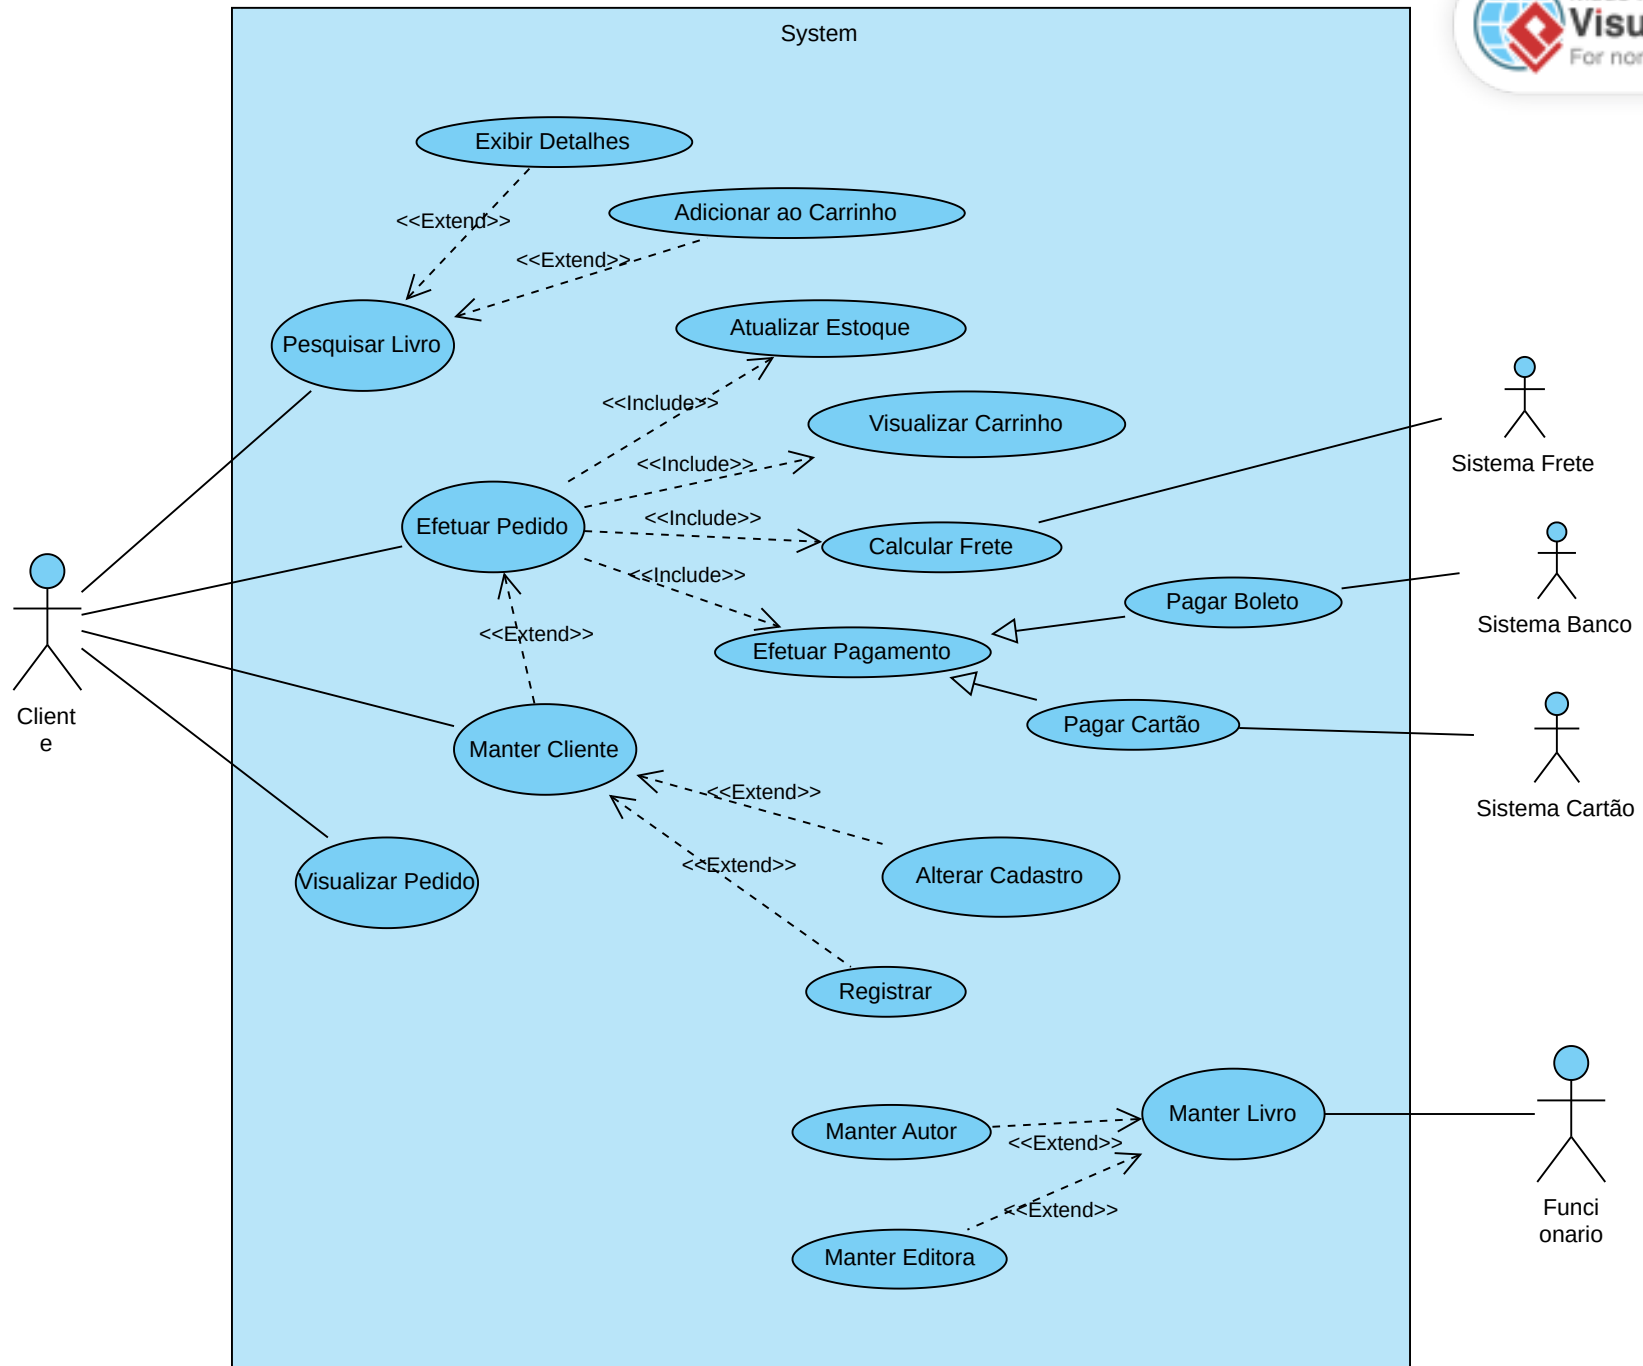 System
For
Exibir Detalhes
<<Extend>>
Adicionar ao Carrinho
<<Extend>>
Pesquisar Livro
Atualizar Estoque
<<Include>>
Visualizar Carrinho
<<Include>>
Sistema Frete
Efetuar Pedido
<<Include>>
Calcular Frete
<<Include>>
Pagar Boleto
Sistema Banco
<<Extend>>
Efetuar Pagamento
Client
e
Pagar Cartão
Manter Cliente
<<Extend>>
Sistema Cartão
<<Extend>>
Alterar Cadastro
Visualizar Pedido
Registrar
Manter Livro
Manter Autor
<<Extend>>
<<Extend>>
Funci
onario
Manter Editora